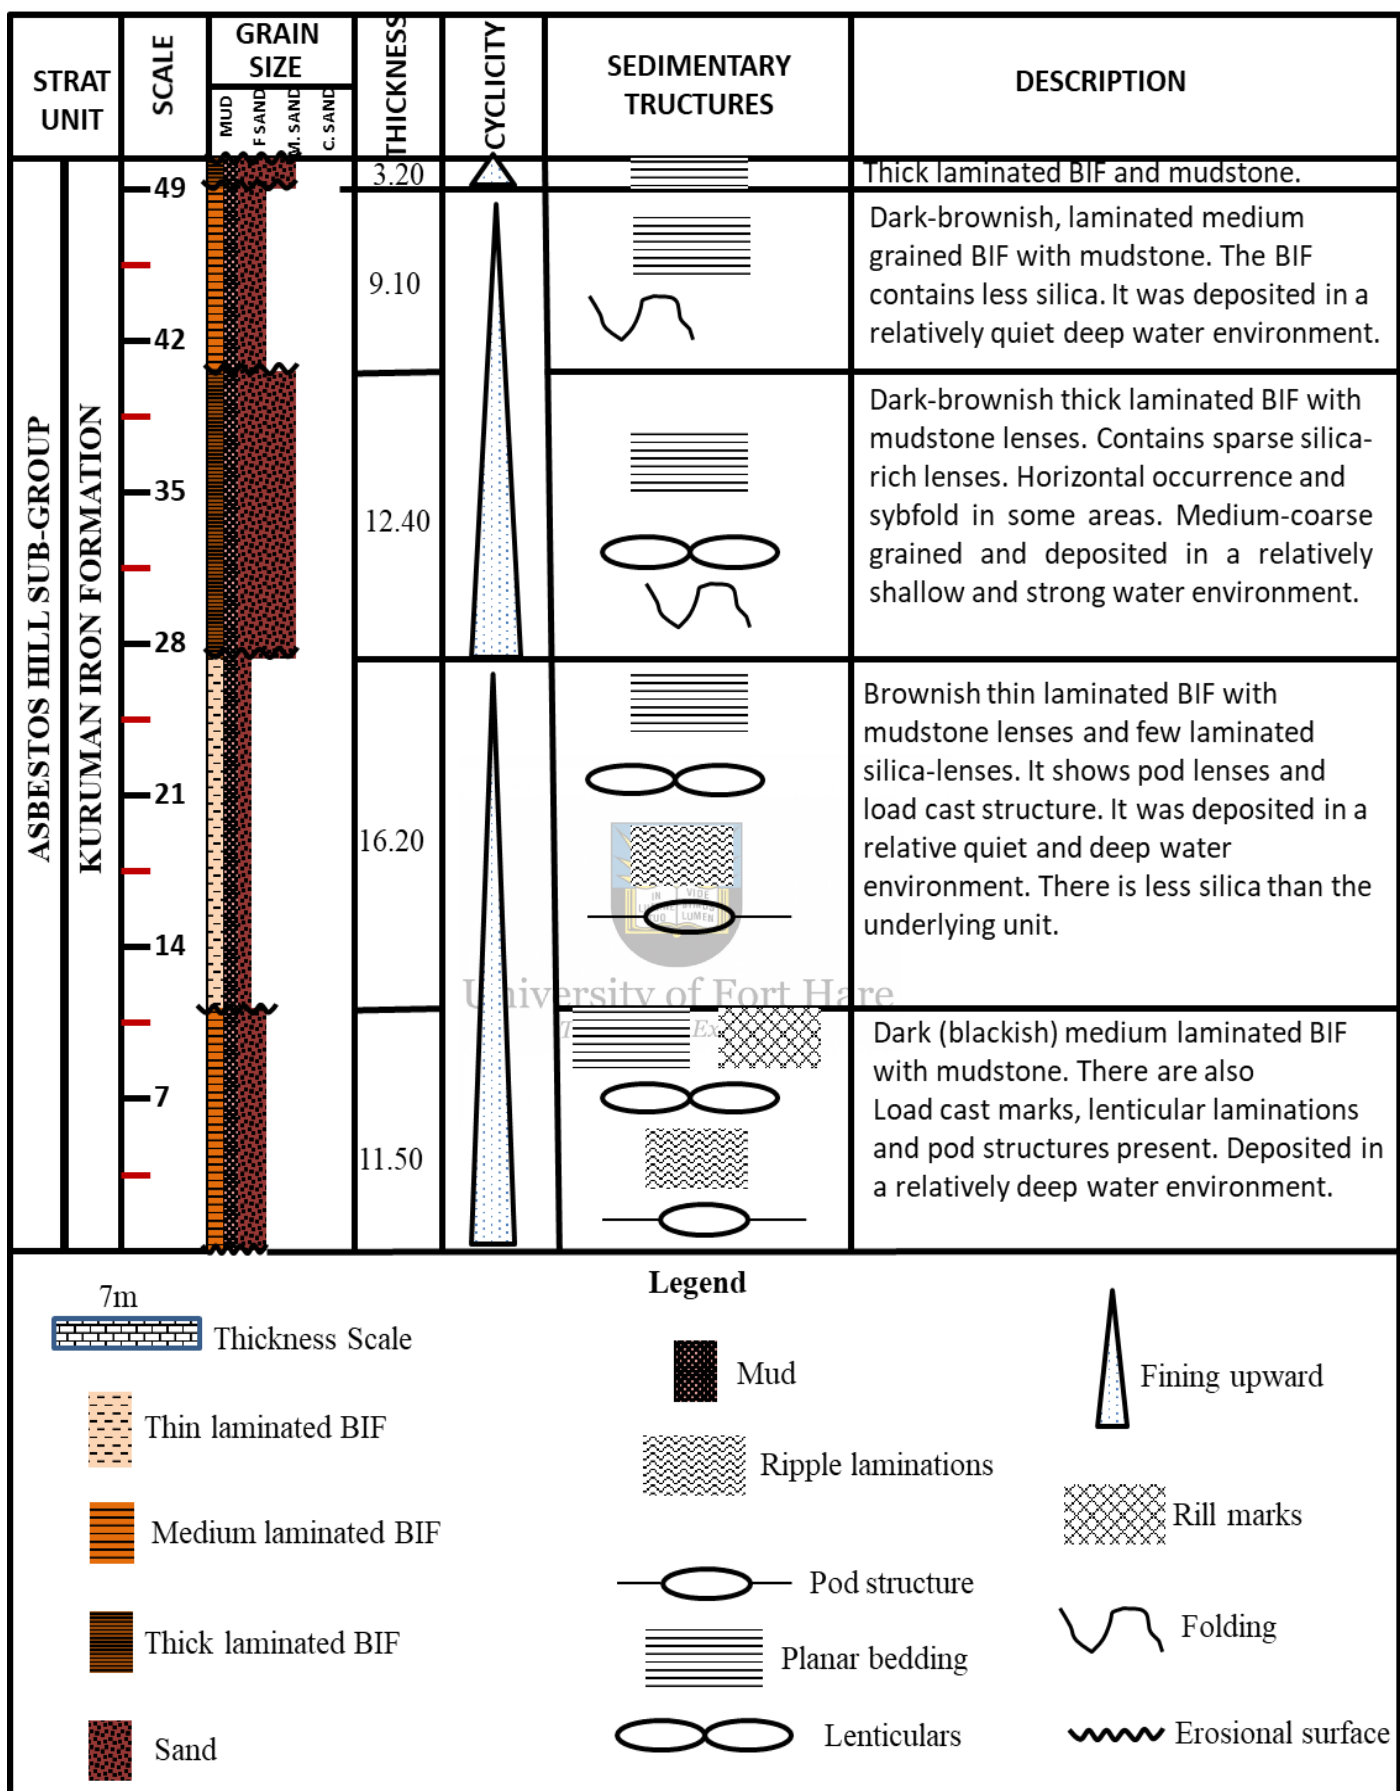 STRAT
UNIT
SCALE
GRAIN
SIZE
MUD
F SAND
M. SAND
C. SAND
THICKNESS
CYCLICITY
SEDIMENTARY
TRUCTURES
DESCRIPTION
ASBESTOS HILL SUB-GROUP
KURUMAN IRON FORMATION
49
42
35
28
21
14
7
3.20
9.10
12.40
16.20
11.50
Thick laminated BIF and mudstone.
Dark-brownish, laminated medium
grained BIF with mudstone. The BIF
contains less silica. It was deposited in a
relatively quiet deep water environment.
Dark-brownish thick laminated BIF with
mudstone lenses. Contains sparse silica-
rich lenses. Horizontal occurrence and
sybfold in some areas. Medium-coarse
grained and deposited in a relatively
shallow and strong water environment.
Brownish thin laminated BIF with
mudstone lenses and few laminated
silica-lenses. It shows pod lenses and
load cast structure. It was deposited in a
relative quiet and deep water
environment. There is less silica than the
underlying unit.
IN
VIDE
LUMEN
University of Fort Hare
Dark (blackish) medium laminated BIF
with mudstone. There are also
Load cast marks, lenticular laminations
and pod structures present. Deposited in
a relatively deep water environment.
Legend
7m
Thickness Scale
Thin laminated BIF
Medium laminated BIF
Thick laminated BIF
Sand
Mud
Ripple laminations
Pod structure
Planar bedding
Lenticulars
Fining upward
Rill marks
Folding
Erosional surface